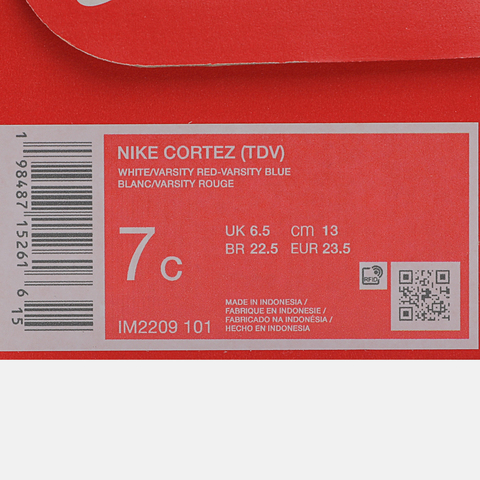 1 98487 15261 6 15
NIKE CORTEZ (TDV)
WHITE/VARSITY RED-VARSITY BLUE
BLANC/VARSITY ROUGE
7C
UK 6.5 cm 13
BR 22.5 EUR 23.5
RFID
IM2209 101
MADE IN INDONESIA /
FABRIQUE EN INDONESIE /
FABRICADO NA INDONÉSIA /
HECHO EN INDONESIA